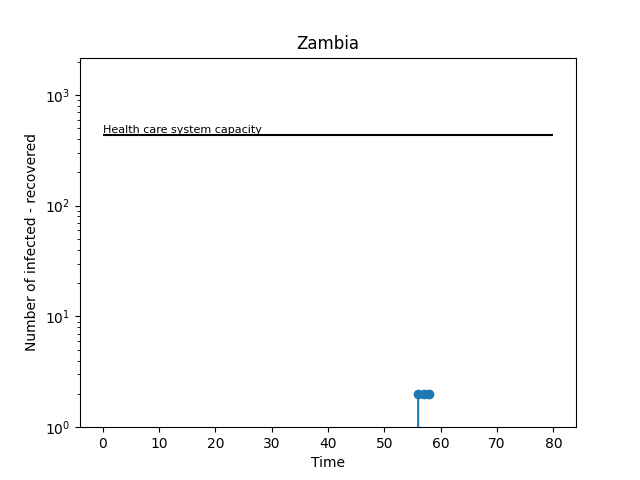 Zambia
10³
Health care system capacity
10²
10¹
10⁰
Number of infected - recovered
0 10 20 30 40 50 60 70 80
Time